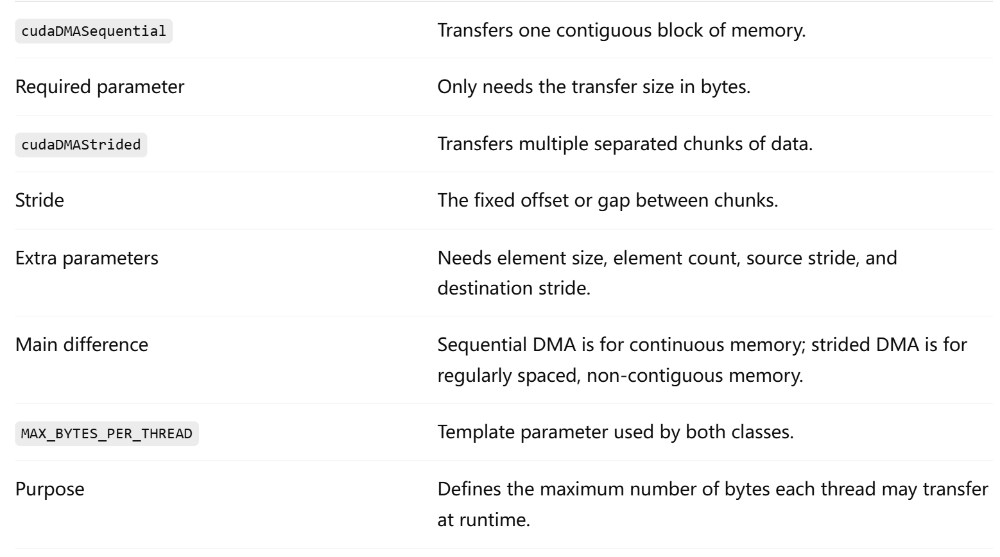 cudaDMASequential Transfers one contiguous block of memory.
Required parameter Only needs the transfer size in bytes.
cudaDMAStrided Transfers multiple separated chunks of data.
Stride The fixed offset or gap between chunks.
Extra parameters Needs element size, element count, source stride, and
destination stride.
Main difference Sequential DMA is for continuous memory; strided DMA is for
regularly spaced, non-contiguous memory.
MAX_BYTES_PER_THREAD Template parameter used by both classes.
Purpose Defines the maximum number of bytes each thread may transfer
at runtime.